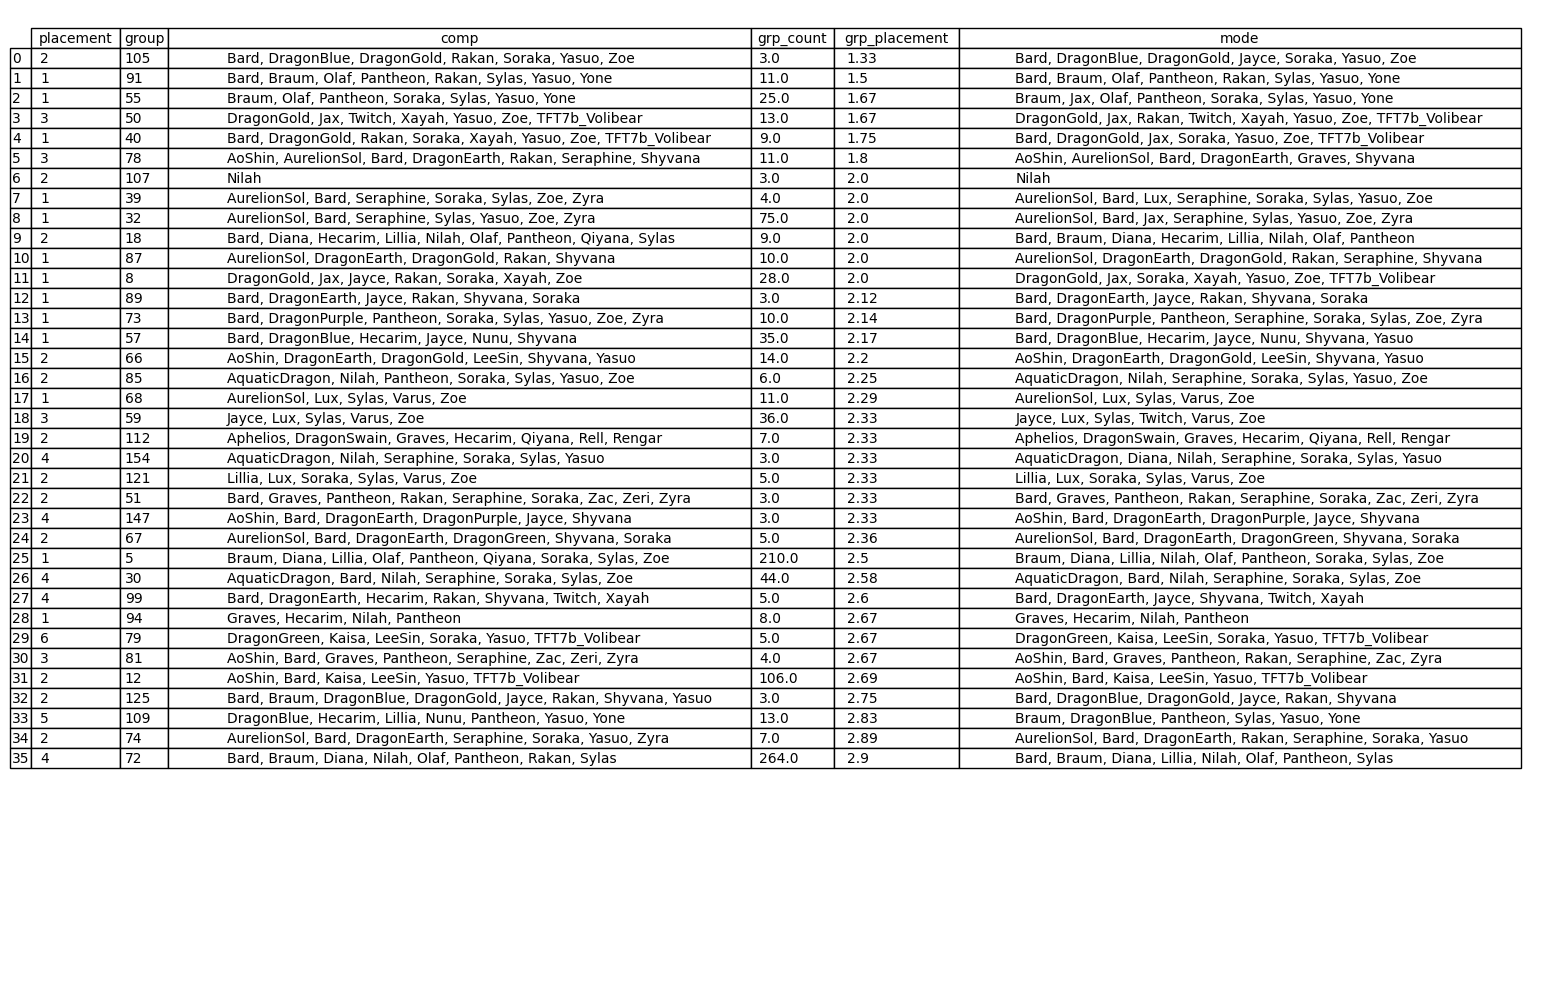 placement group comp grp_count grp_placement mode
0 2 105 Bard, DragonBlue, DragonGold, Rakan, Soraka, Yasuo, Zoe 3.0 1.33 Bard, DragonBlue, DragonGold, Jayce, Soraka, Yasuo, Zoe
1 1 91 Bard, Braum, Olaf, Pantheon, Rakan, Sylas, Yasuo, Yone 11.0 1.5 Bard, Braum, Olaf, Pantheon, Rakan, Sylas, Yasuo, Yone
2 1 55 Braum, Olaf, Pantheon, Soraka, Sylas, Yasuo, Yone 25.0 1.67 Braum, Jax, Olaf, Pantheon, Soraka, Sylas, Yasuo, Yone
3 3 50 DragonGold, Jax, Twitch, Xayah, Yasuo, Zoe, TFT7b_Volibear 13.0 1.67 DragonGold, Jax, Rakan, Twitch, Xayah, Yasuo, Zoe, TFT7b_Volibear
4 1 40 Bard, DragonGold, Rakan, Soraka, Xayah, Yasuo, Zoe, TFT7b_Volibear 9.0 1.75 Bard, DragonGold, Jax, Soraka, Yasuo, Zoe, TFT7b_Volibear
5 3 78 AoShin, AurelionSol, Bard, DragonEarth, Rakan, Seraphine, Shyvana 11.0 1.8 AoShin, AurelionSol, Bard, DragonEarth, Graves, Shyvana
6 2 107 Nilah 3.0 2.0 Nilah
7 1 39 AurelionSol, Bard, Seraphine, Soraka, Sylas, Zoe, Zyra 4.0 2.0 AurelionSol, Bard, Lux, Seraphine, Soraka, Sylas, Yasuo, Zoe
8 1 32 AurelionSol, Bard, Seraphine, Sylas, Yasuo, Zoe, Zyra 75.0 2.0 AurelionSol, Bard, Jax, Seraphine, Sylas, Yasuo, Zoe, Zyra
9 2 18 Bard, Diana, Hecarim, Lillia, Nilah, Olaf, Pantheon, Qiyana, Sylas 9.0 2.0 Bard, Braum, Diana, Hecarim, Lillia, Nilah, Olaf, Pantheon
10 1 87 AurelionSol, DragonEarth, DragonGold, Rakan, Shyvana 10.0 2.0 AurelionSol, DragonEarth, DragonGold, Rakan, Seraphine, Shyvana
11 1 8 DragonGold, Jax, Jayce, Rakan, Soraka, Xayah, Zoe 28.0 2.0 DragonGold, Jax, Soraka, Xayah, Yasuo, Zoe, TFT7b_Volibear
12 1 89 Bard, DragonEarth, Jayce, Rakan, Shyvana, Soraka 3.0 2.12 Bard, DragonEarth, Jayce, Rakan, Shyvana, Soraka
13 1 73 Bard, DragonPurple, Pantheon, Soraka, Sylas, Yasuo, Zoe, Zyra 10.0 2.14 Bard, DragonPurple, Pantheon, Seraphine, Soraka, Sylas, Zoe, Zyra
14 1 57 Bard, DragonBlue, Hecarim, Jayce, Nunu, Shyvana 35.0 2.17 Bard, DragonBlue, Hecarim, Jayce, Nunu, Shyvana, Yasuo
15 2 66 AoShin, DragonEarth, DragonGold, LeeSin, Shyvana, Yasuo 14.0 2.2 AoShin, DragonEarth, DragonGold, LeeSin, Shyvana, Yasuo
16 2 85 AquaticDragon, Nilah, Pantheon, Soraka, Sylas, Yasuo, Zoe 6.0 2.25 AquaticDragon, Nilah, Seraphine, Soraka, Sylas, Yasuo, Zoe
17 1 68 AurelionSol, Lux, Sylas, Varus, Zoe 11.0 2.29 AurelionSol, Lux, Sylas, Varus, Zoe
18 3 59 Jayce, Lux, Sylas, Varus, Zoe 36.0 2.33 Jayce, Lux, Sylas, Twitch, Varus, Zoe
19 2 112 Aphelios, DragonSwain, Graves, Hecarim, Qiyana, Rell, Rengar 7.0 2.33 Aphelios, DragonSwain, Graves, Hecarim, Qiyana, Rell, Rengar
20 4 154 AquaticDragon, Nilah, Seraphine, Soraka, Sylas, Yasuo 3.0 2.33 AquaticDragon, Diana, Nilah, Seraphine, Soraka, Sylas, Yasuo
21 2 121 Lillia, Lux, Soraka, Sylas, Varus, Zoe 5.0 2.33 Lillia, Lux, Soraka, Sylas, Varus, Zoe
22 2 51 Bard, Graves, Pantheon, Rakan, Seraphine, Soraka, Zac, Zeri, Zyra 3.0 2.33 Bard, Graves, Pantheon, Rakan, Seraphine, Soraka, Zac, Zeri, Zyra
23 4 147 AoShin, Bard, DragonEarth, DragonPurple, Jayce, Shyvana 3.0 2.33 AoShin, Bard, DragonEarth, DragonPurple, Jayce, Shyvana
24 2 67 AurelionSol, Bard, DragonEarth, DragonGreen, Shyvana, Soraka 5.0 2.36 AurelionSol, Bard, DragonEarth, DragonGreen, Shyvana, Soraka
25 1 5 Braum, Diana, Lillia, Olaf, Pantheon, Qiyana, Soraka, Sylas, Zoe 210.0 2.5 Braum, Diana, Lillia, Nilah, Olaf, Pantheon, Soraka, Sylas, Zoe
26 4 30 AquaticDragon, Bard, Nilah, Seraphine, Soraka, Sylas, Zoe 44.0 2.58 AquaticDragon, Bard, Nilah, Seraphine, Soraka, Sylas, Zoe
27 4 99 Bard, DragonEarth, Hecarim, Rakan, Shyvana, Twitch, Xayah 5.0 2.6 Bard, DragonEarth, Jayce, Shyvana, Twitch, Xayah
28 1 94 Graves, Hecarim, Nilah, Pantheon 8.0 2.67 Graves, Hecarim, Nilah, Pantheon
29 6 79 DragonGreen, Kaisa, LeeSin, Soraka, Yasuo, TFT7b_Volibear 5.0 2.67 DragonGreen, Kaisa, LeeSin, Soraka, Yasuo, TFT7b_Volibear
30 3 81 AoShin, Bard, Graves, Pantheon, Seraphine, Zac, Zeri, Zyra 4.0 2.67 AoShin, Bard, Graves, Pantheon, Rakan, Seraphine, Zac, Zyra
31 2 12 AoShin, Bard, Kaisa, LeeSin, Yasuo, TFT7b_Volibear 106.0 2.69 AoShin, Bard, Kaisa, LeeSin, Yasuo, TFT7b_Volibear
32 2 125 Bard, Braum, DragonBlue, DragonGold, Jayce, Rakan, Shyvana, Yasuo 3.0 2.75 Bard, DragonBlue, DragonGold, Jayce, Rakan, Shyvana
33 5 109 DragonBlue, Hecarim, Lillia, Nunu, Pantheon, Yasuo, Yone 13.0 2.83 Braum, DragonBlue, Pantheon, Sylas, Yasuo, Yone
34 2 74 AurelionSol, Bard, DragonEarth, Seraphine, Soraka, Yasuo, Zyra 7.0 2.89 AurelionSol, Bard, DragonEarth, Rakan, Seraphine, Soraka, Yasuo
35 4 72 Bard, Braum, Diana, Nilah, Olaf, Pantheon, Rakan, Sylas 264.0 2.9 Bard, Braum, Diana, Lillia, Nilah, Olaf, Pantheon, Sylas